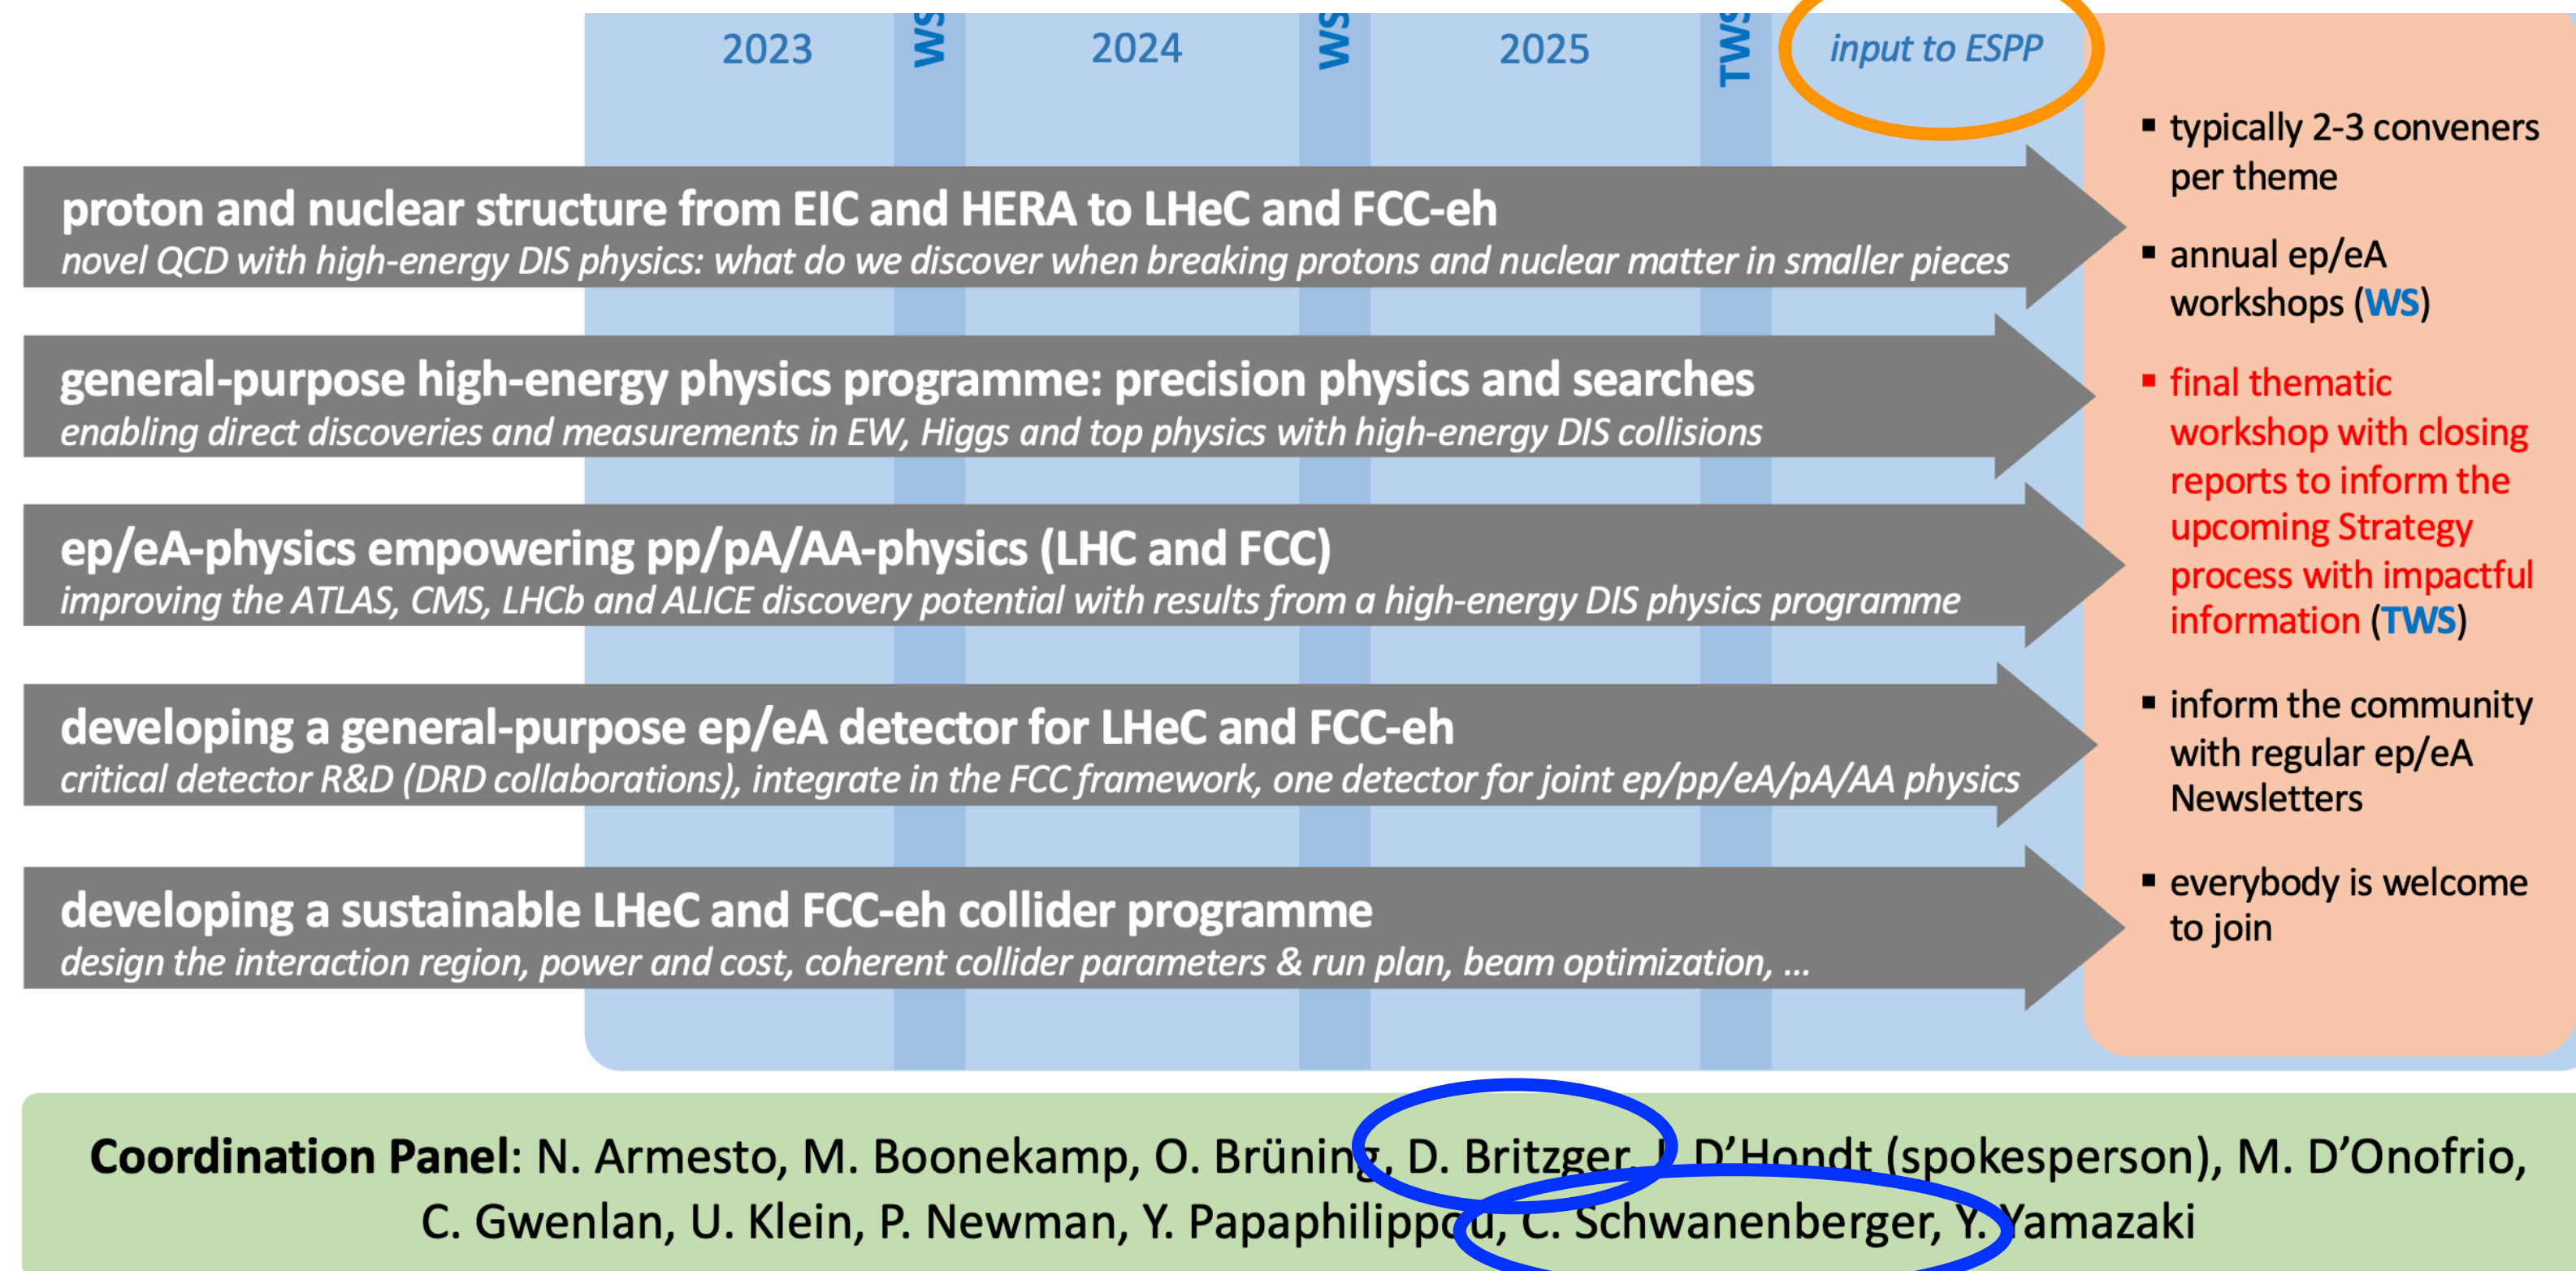 2023 WS 2024 WS 2025 TWS input to ESPP
proton and nuclear structure from EIC and HERA to LHeC and FCC-eh
novel QCD with high-energy DIS physics: what do we discover when breaking protons and nuclear matter in smaller pieces
general-purpose high-energy physics programme: precision physics and searches
enabling direct discoveries and measurements in EW, Higgs and top physics with high-energy DIS collisions
ep/eA-physics empowering pp/pA/AA-physics (LHC and FCC)
improving the ATLAS, CMS, LHCb and ALICE discovery potential with results from a high-energy DIS physics programme
developing a general-purpose ep/eA detector for LHeC and FCC-eh
critical detector R&D (DRD collaborations), integrate in the FCC framework, one detector for joint ep/pp/eA/pA/AA physics
developing a sustainable LHeC and FCC-eh collider programme
design the interaction region, power and cost, coherent collider parameters & run plan, beam optimization, ...
▪ typically 2-3 conveners
per theme
▪ annual ep/eA
workshops (WS)
▪ final thematic
workshop with closing
reports to inform the
upcoming Strategy
process with impactful
information (TWS)
▪ inform the community
with regular ep/eA
Newsletters
▪ everybody is welcome
to join
Coordination Panel: N. Armesto, M. Boonekamp, O. Brüning, D. Britzger, D'Hondt (spokesperson), M. D'Onofrio,
C. Gwenlan, U. Klein, P. Newman, Y. Papaphilippou, C. Schwanenberger, Y. Yamazaki